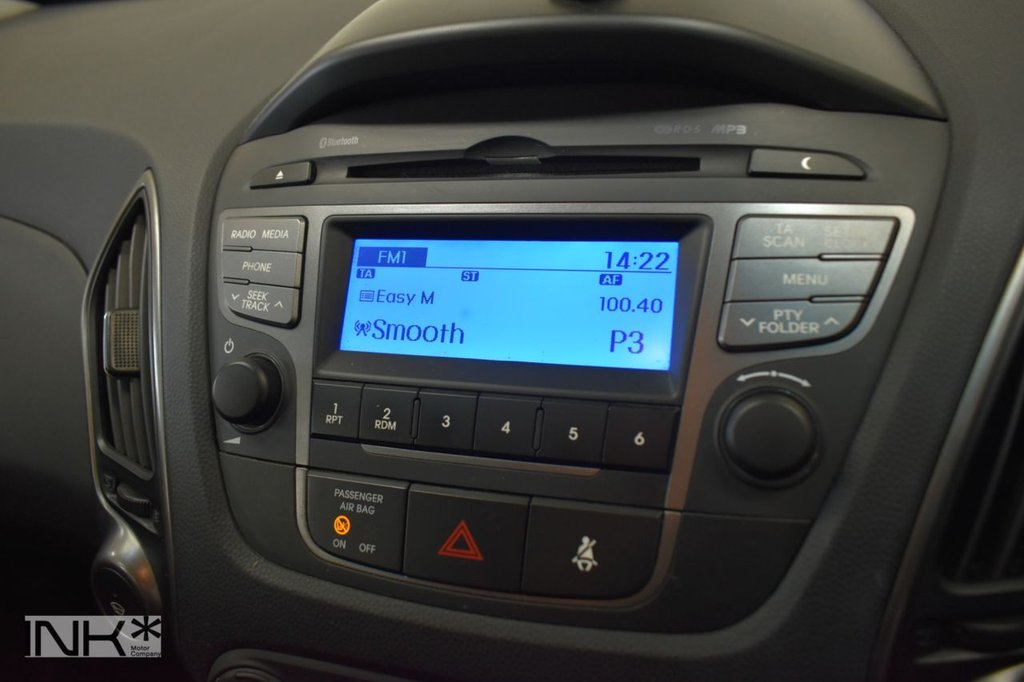 Bluetooth
RDS MP3
RADIO MEDIA
PHONE
SEEK
TRACK
FM1 14:22
TA ST AF
Easy M 100.40
Smooth P3
TA
SCAN
SETUP
CLOCK
MENU
PTY
FOLDER
1
RPT
2
RDM
3
4
5
6
PASSENGER
AIR BAG
ON OFF
INK*
Motor
Company